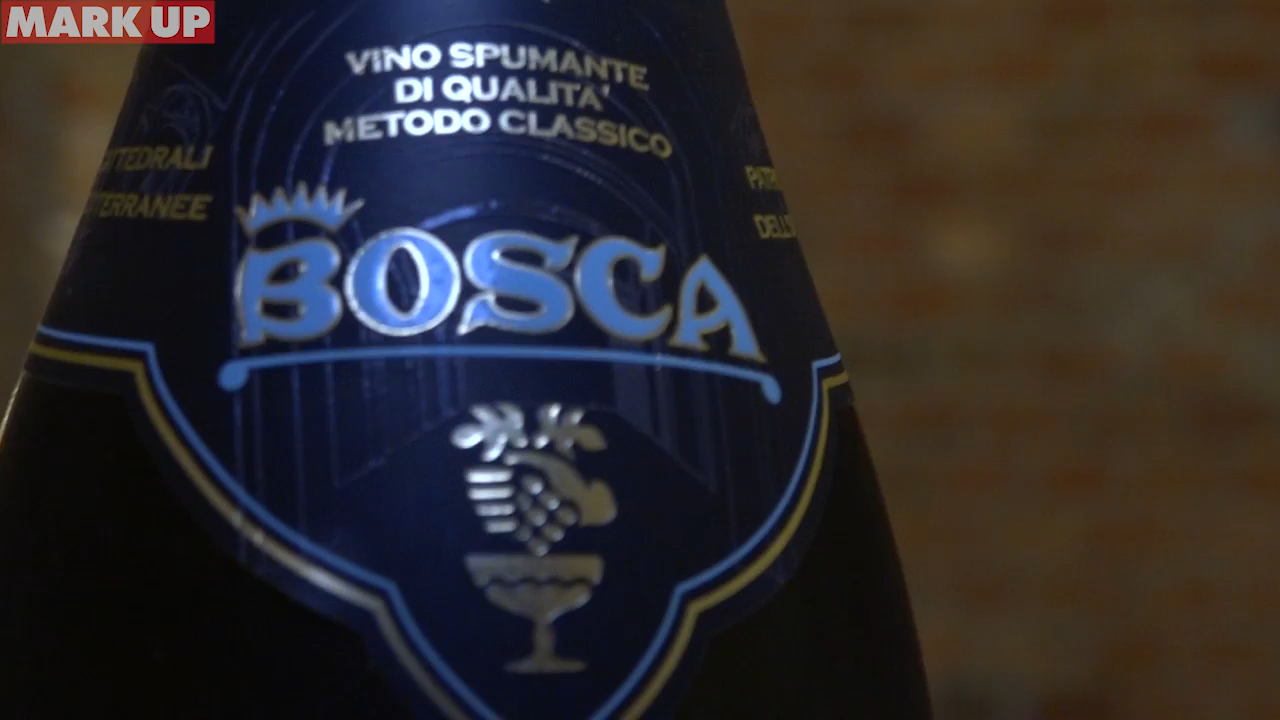 MARK UP
VINO SPUMANTE
DI QUALITA'
METODO CLASSICO
BOSCA